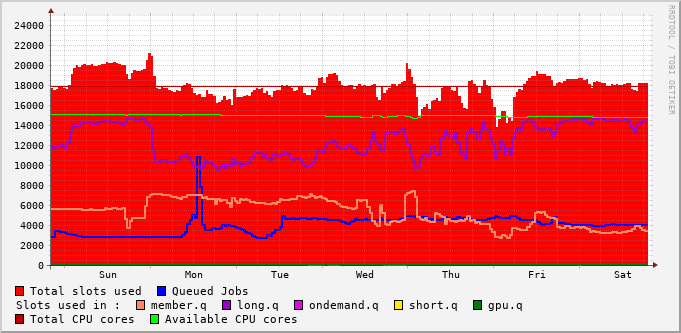 RRDTOOL / TOBI OETIKER
24000
22000
20000
18000
16000
14000
12000
10000
8000
6000
4000
2000
0
Sun Mon Tue Wed Thu Fri Sat
Total slots used Queued Jobs
Slots used in : member.q long.q ondemand.q short.q gpu.q
Total CPU cores Available CPU cores